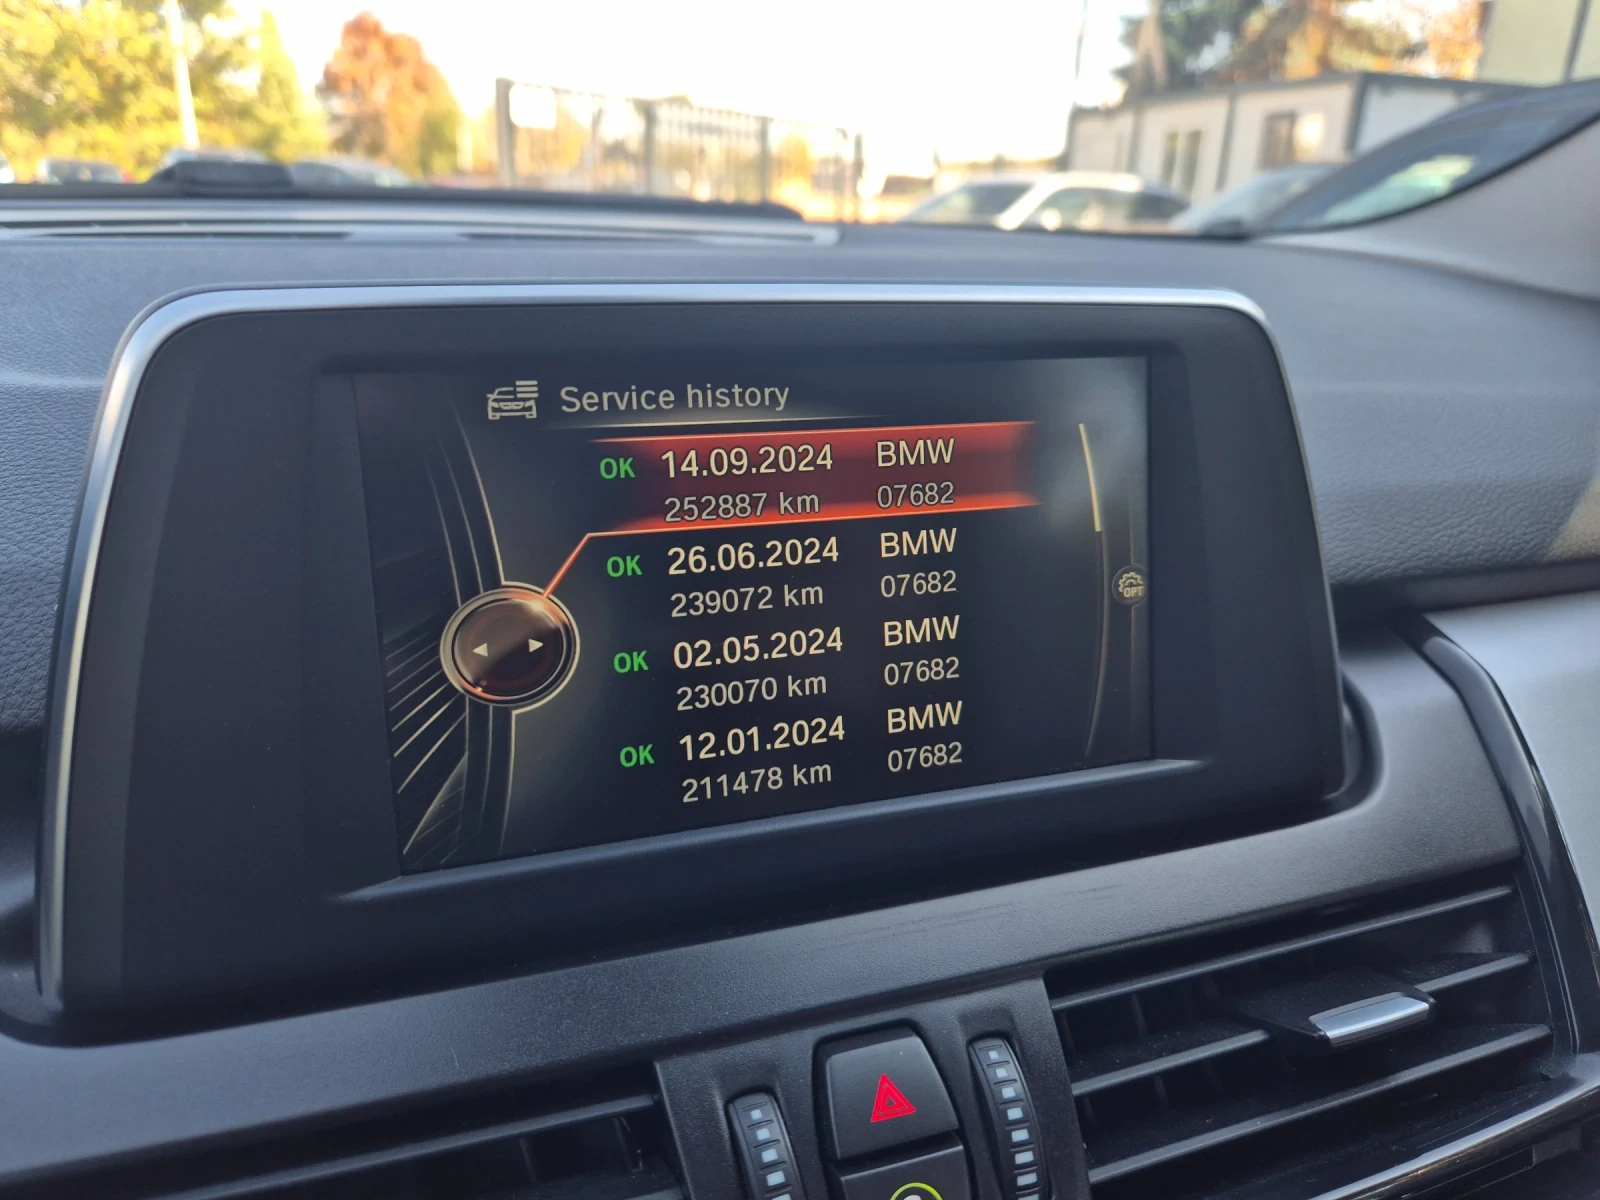 Service history
OK 14.09.2024 BMW
252887 km 07682
OK 26.06.2024 BMW
239072 km 07682
OK 02.05.2024 BMW
230070 km 07682
OK 12.01.2024 BMW
211478 km 07682
OPT